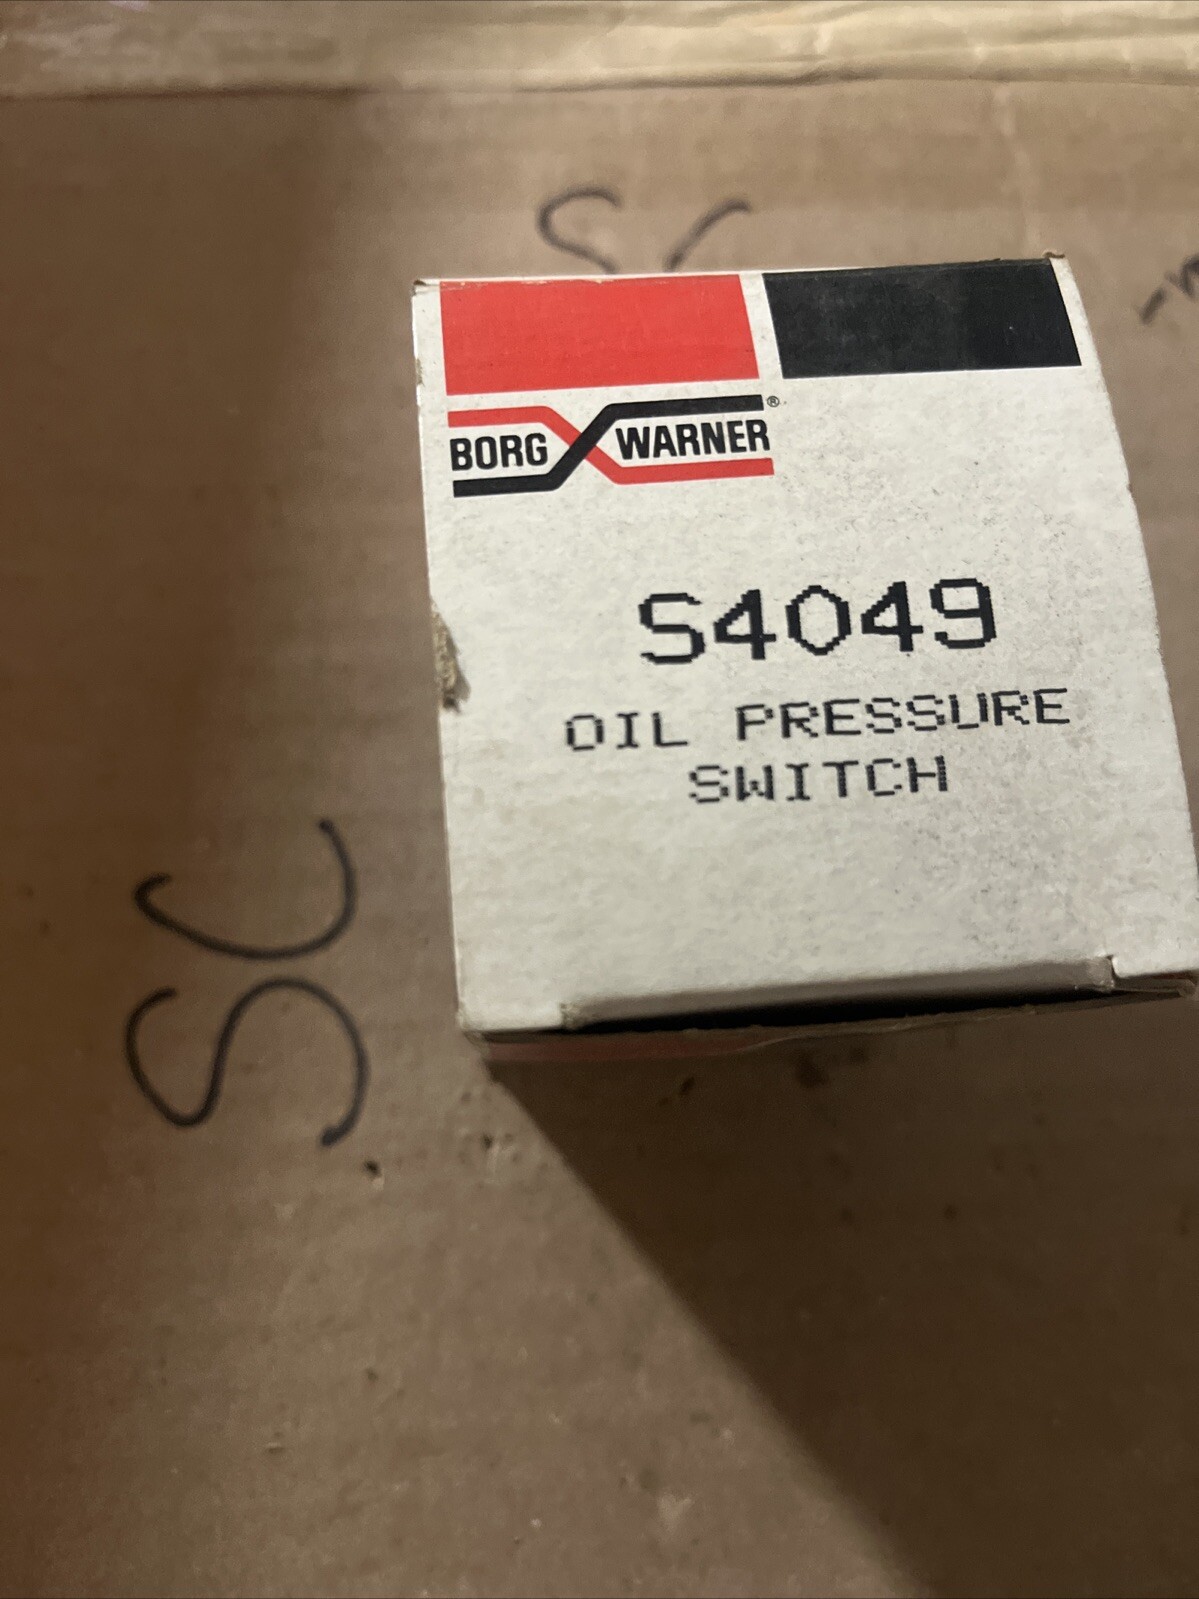 SC
BORG WARNER®
S4049
OIL PRESSURE
SWITCH
SC